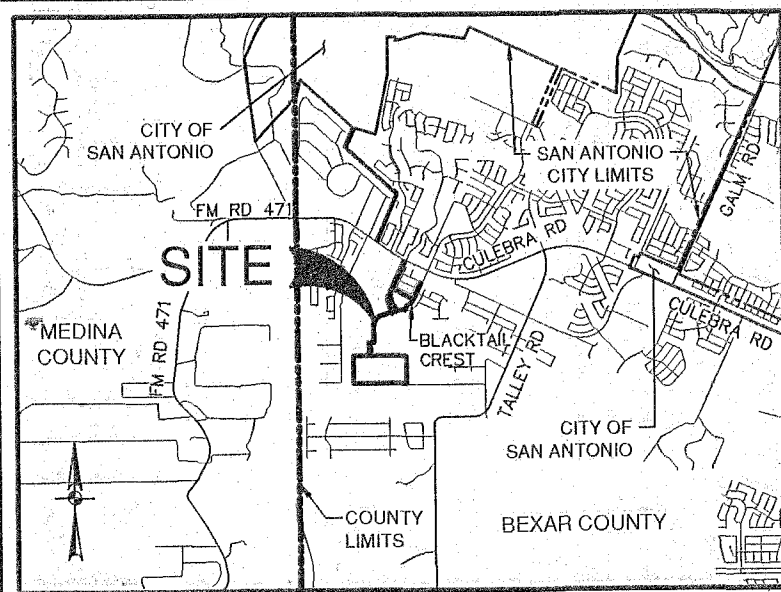 CITY OF
SAN ANTONIO
SAN ANTONIO
CITY LIMITS
GALM RD
FM RD 471
CULEBRA RD
SITE
CULEBRA RD
MEDINA
COUNTY
FM RD 471
BLACKTAIL
CREST
TALLEY RD
CITY OF
SAN ANTONIO
COUNTY
LIMITS
BEXAR COUNTY